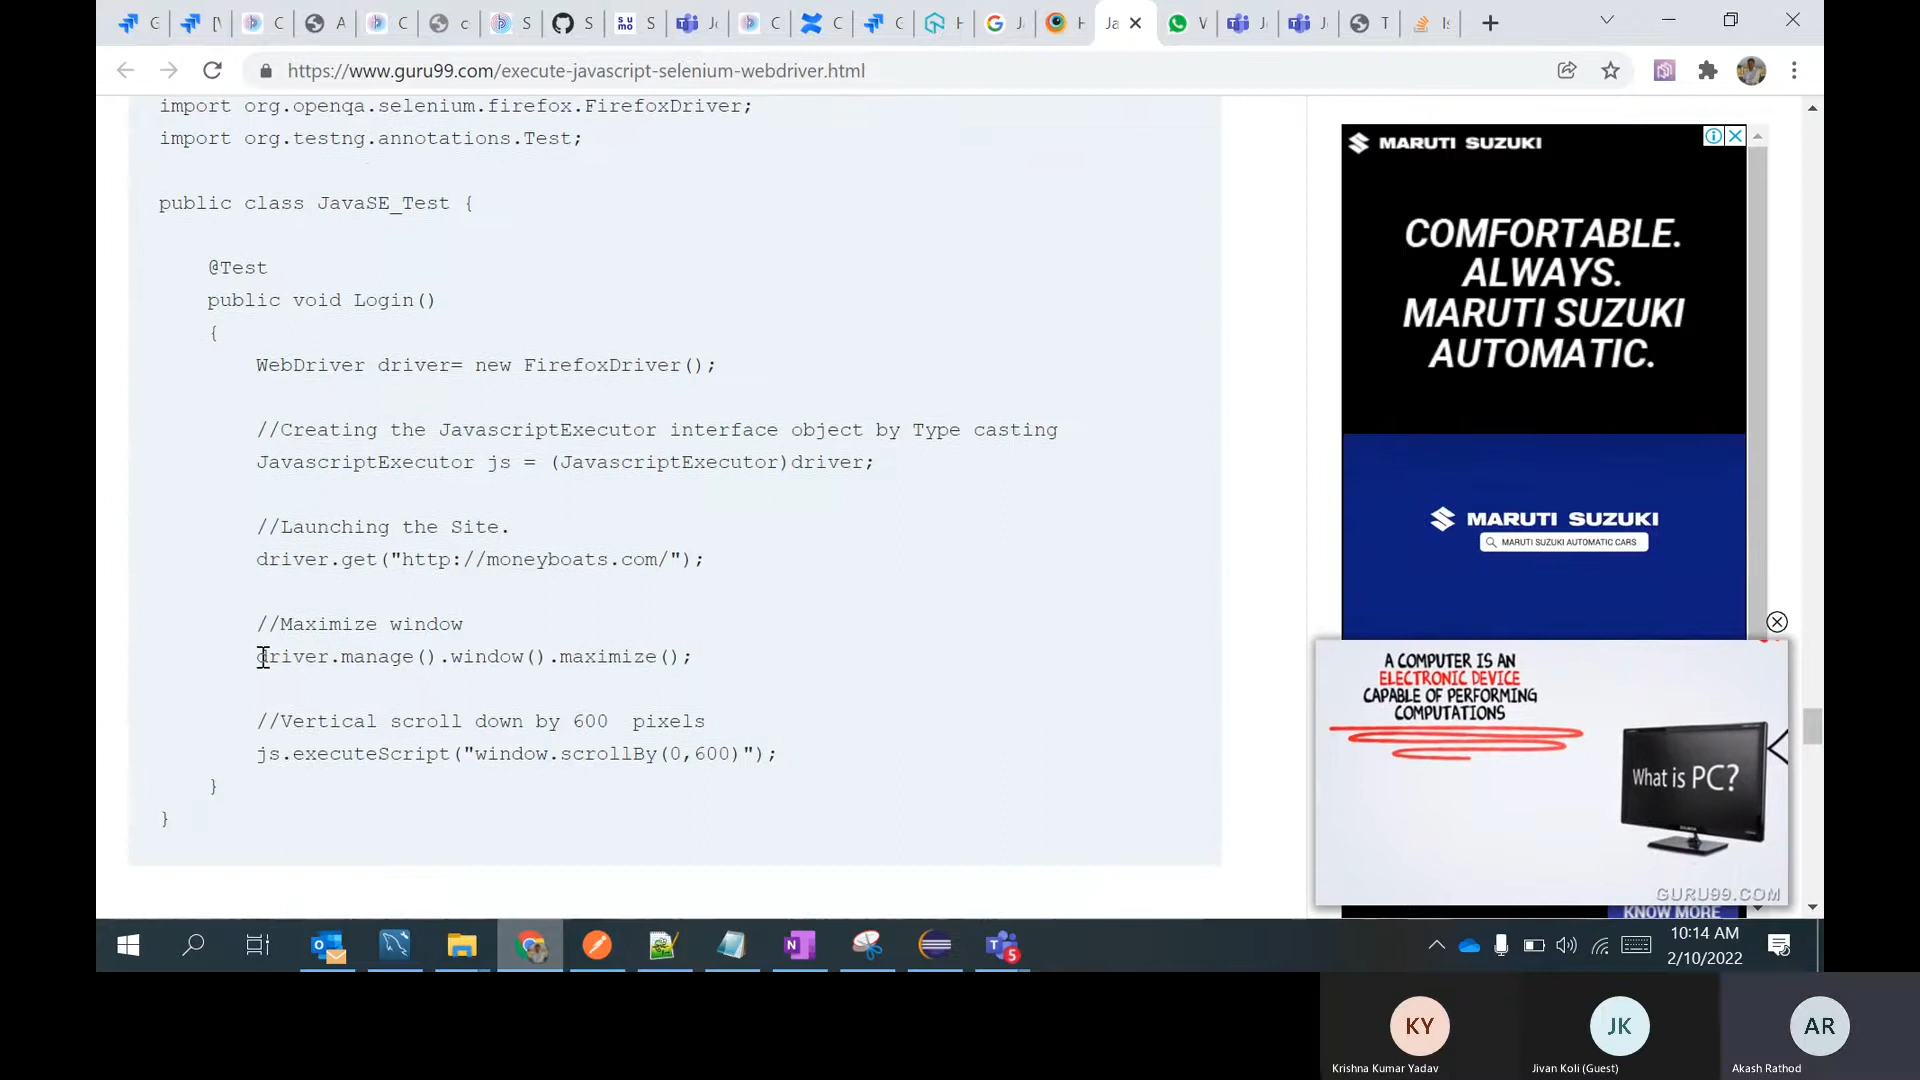 G
[V
C
A
C
c
S
S
SUMO
S
Jc
C
C
C
H
J
H
Ja
V
J
J
T
Is
https://www.guru99.com/execute-javascript-selenium-webdriver.html
import org.openqa.selenium.firefox.FirefoxDriver;
import org.testng.annotations.Test;
public class JavaSE_Test {
@Test
public void Login()
{
WebDriver driver= new FirefoxDriver();
//Creating the JavascriptExecutor interface object by Type casting
JavascriptExecutor js = (JavascriptExecutor)driver;
//Launching the Site.
driver.get("http://moneyboats.com/");
//Maximize window
driver.manage().window().maximize();
//Vertical scroll down by 600  pixels
js.executeScript("window.scrollBy(0,600)");
}
}
MARUTI SUZUKI
COMFORTABLE.
ALWAYS.
MARUTI SUZUKI
AUTOMATIC.
MARUTI SUZUKI
MARUTI SUZUKI AUTOMATIC CARS
A COMPUTER IS AN
ELECTRONIC DEVICE
CAPABLE OF PERFORMING
COMPUTATIONS
What is PC?
GURU99.COM
KNOW MORE
5
10:14 AM
2/10/2022
KY
JK
AR
Krishna Kumar Yadav
Jivan Koli (Guest)
Akash Rathod